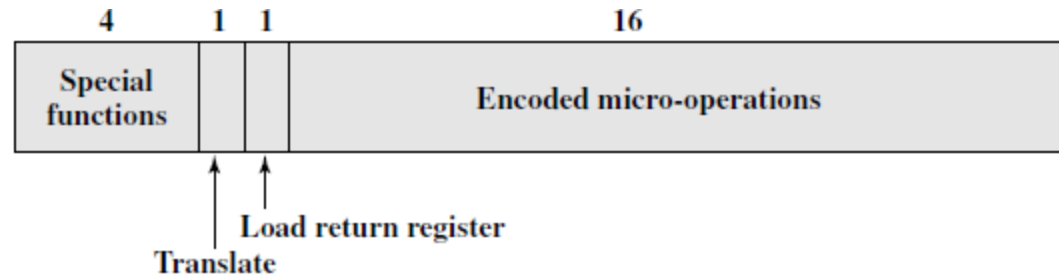 4 1 1 16
Special
functions
Encoded micro-operations
Load return register
Translate